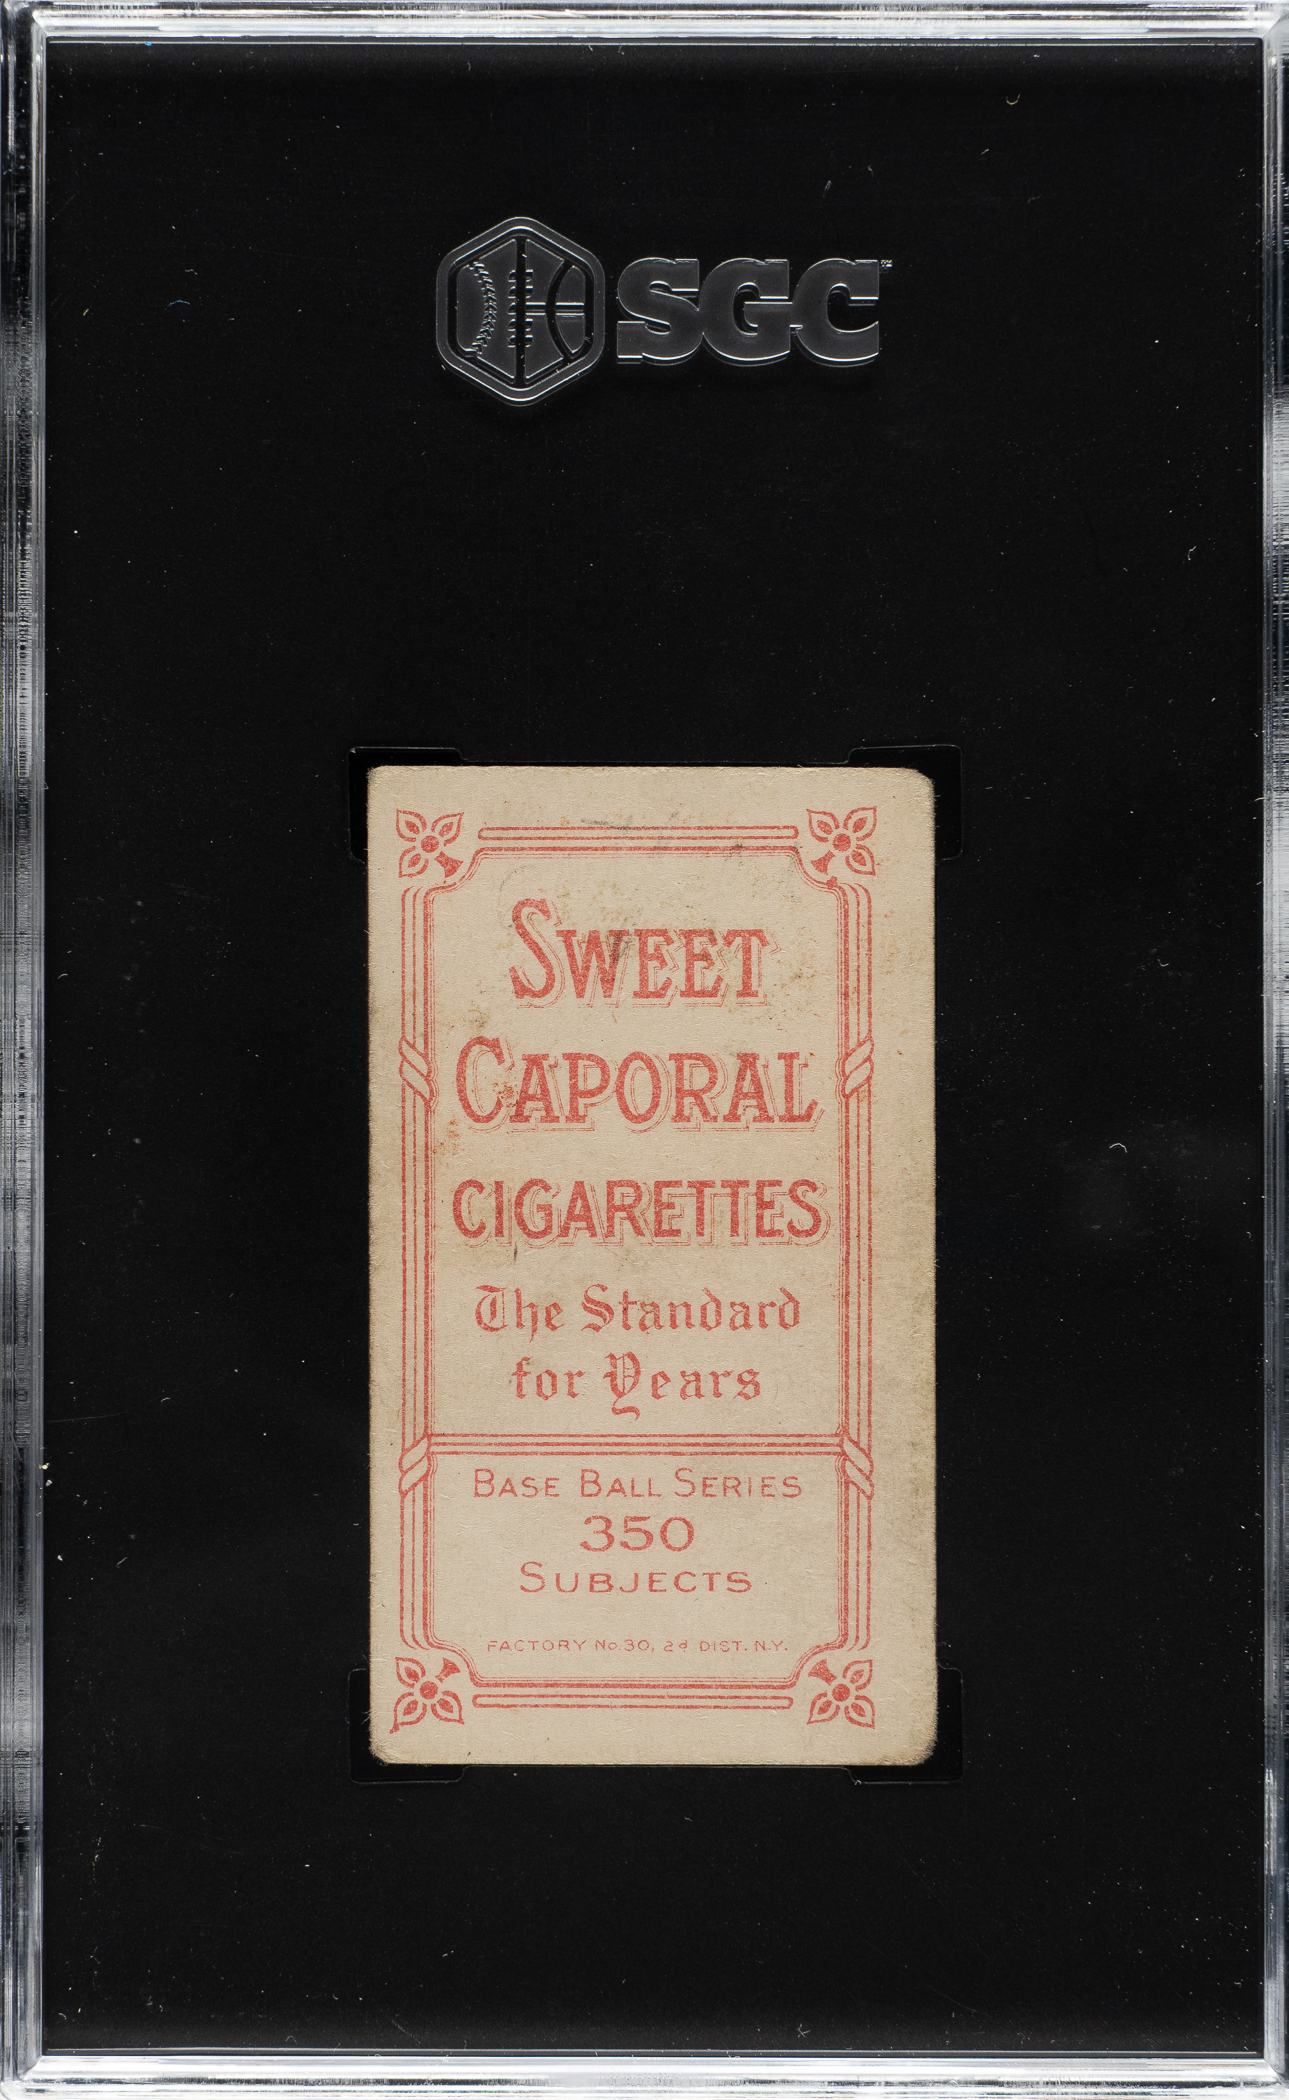 SGC
SWEET
CAPORAL
CIGARETTES
The Standard
for Years
BASE BALL SERIES
350
SUBJECTS
FACTORY No. 30, 2d DIST. N.Y.